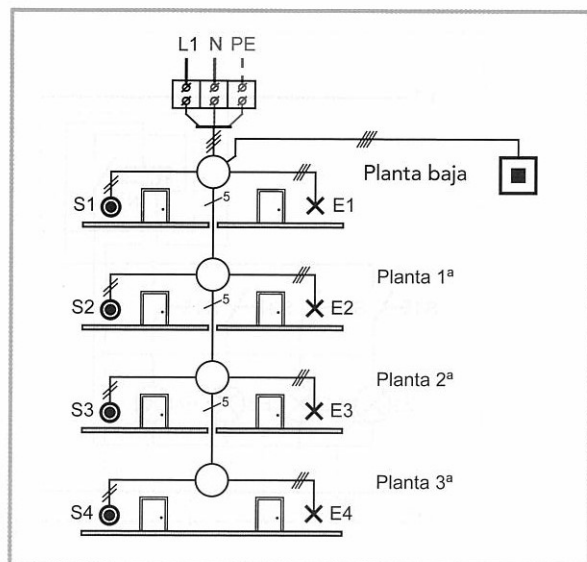 L1 N PE
Planta baja
S1 5 E1
Planta 1ª
S2 5 E2
Planta 2ª
S3 5 E3
Planta 3ª
S4 E4